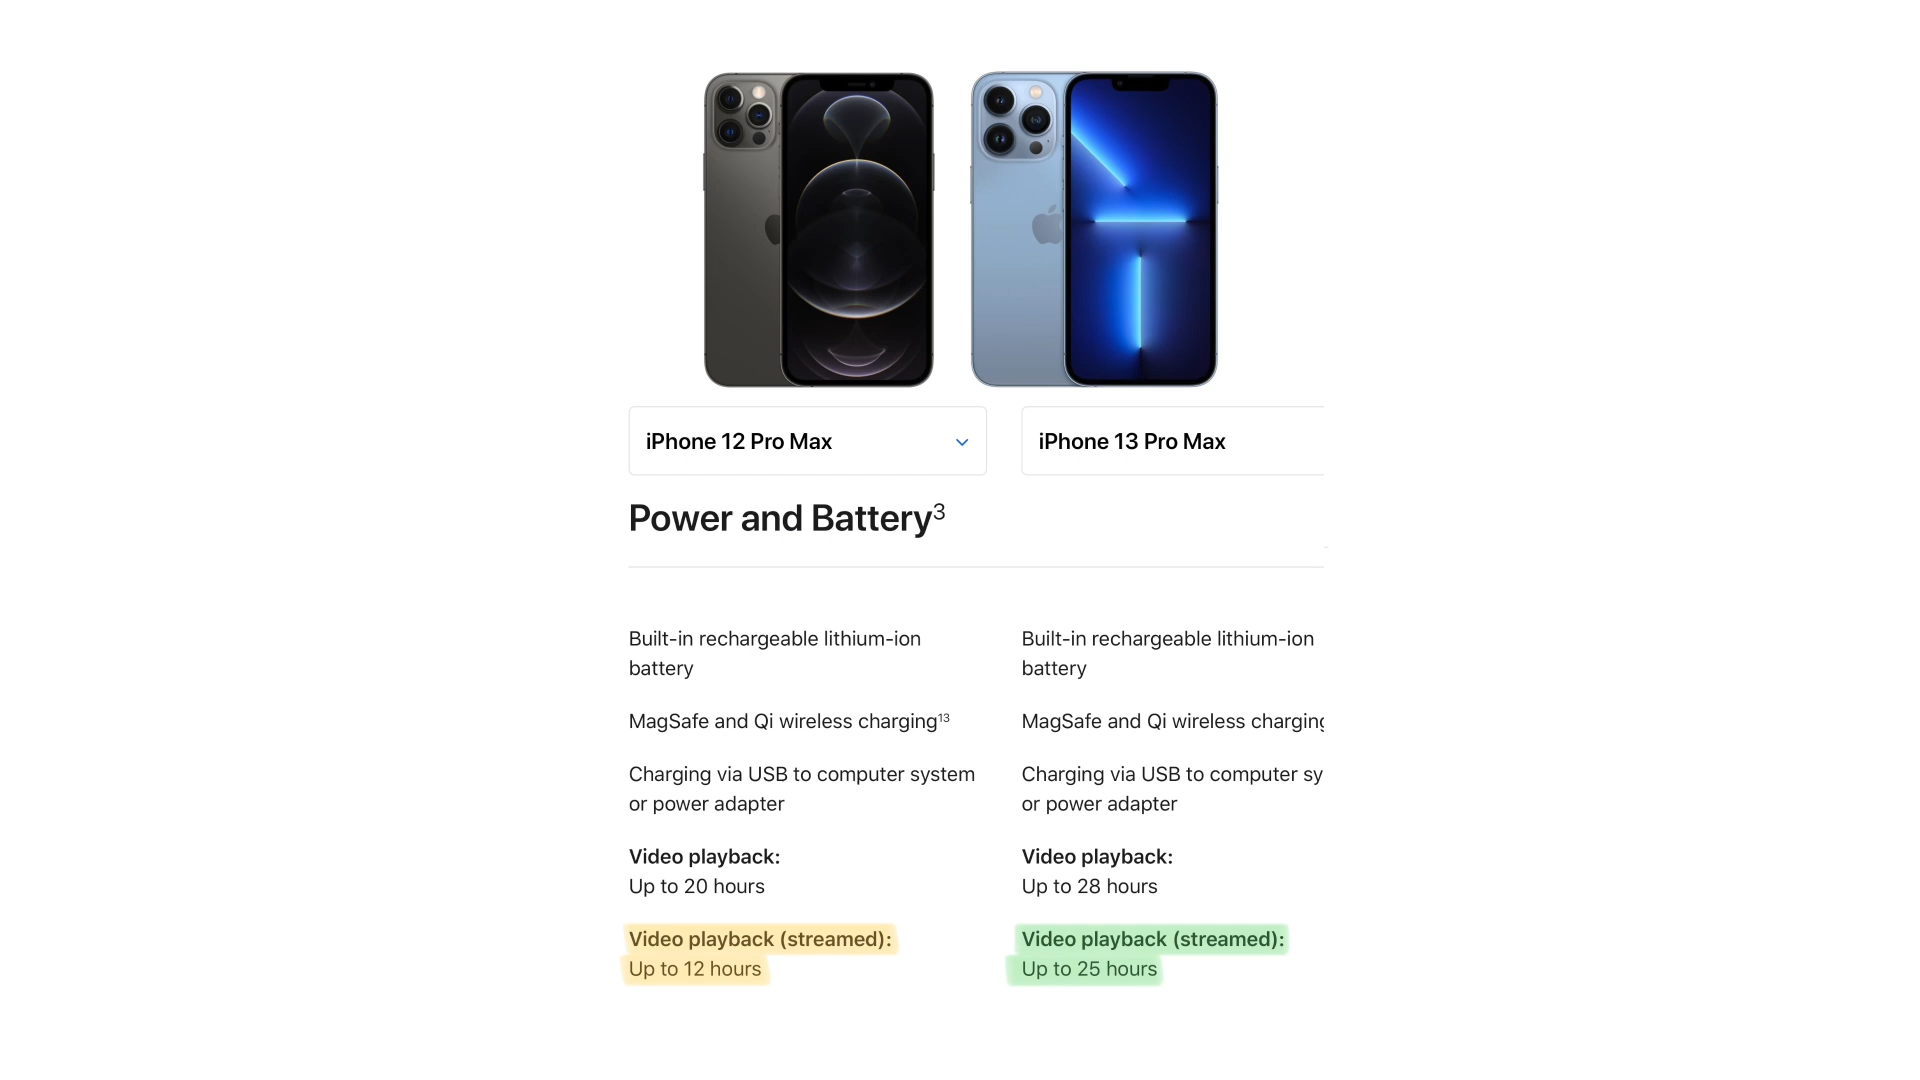 iPhone 12 Pro Max
iPhone 13 Pro Max
Power and Battery³
Built-in rechargeable lithium-ion
battery
MagSafe and Qi wireless charging¹³
Charging via USB to computer system
or power adapter
Video playback:
Up to 20 hours
Video playback (streamed):
Up to 12 hours
Built-in rechargeable lithium-ion
battery
MagSafe and Qi wireless charging
Charging via USB to computer sy
or power adapter
Video playback:
Up to 28 hours
Video playback (streamed):
Up to 25 hours